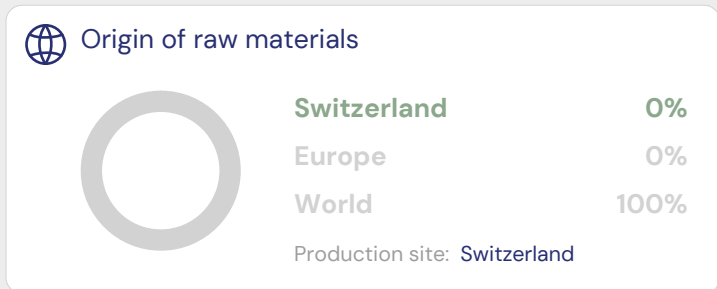 Origin of raw materials
Switzerland 0%
Europe 0%
World 100%
Production site: Switzerland